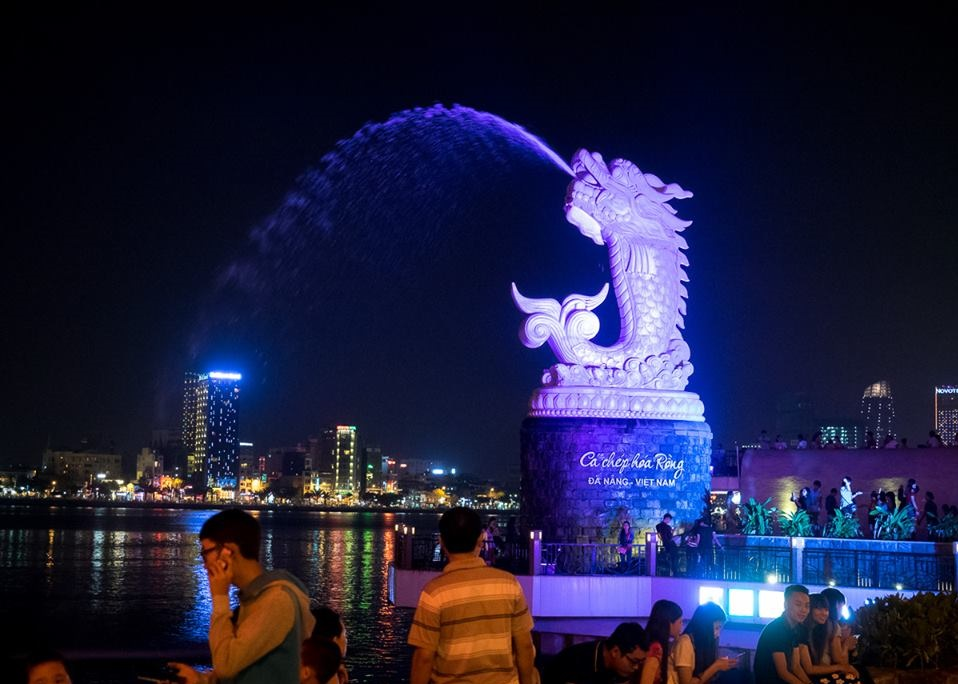 Cá chép hóa Rồng
ĐÀ NẴNG - VIỆT NAM
NOVOTEL